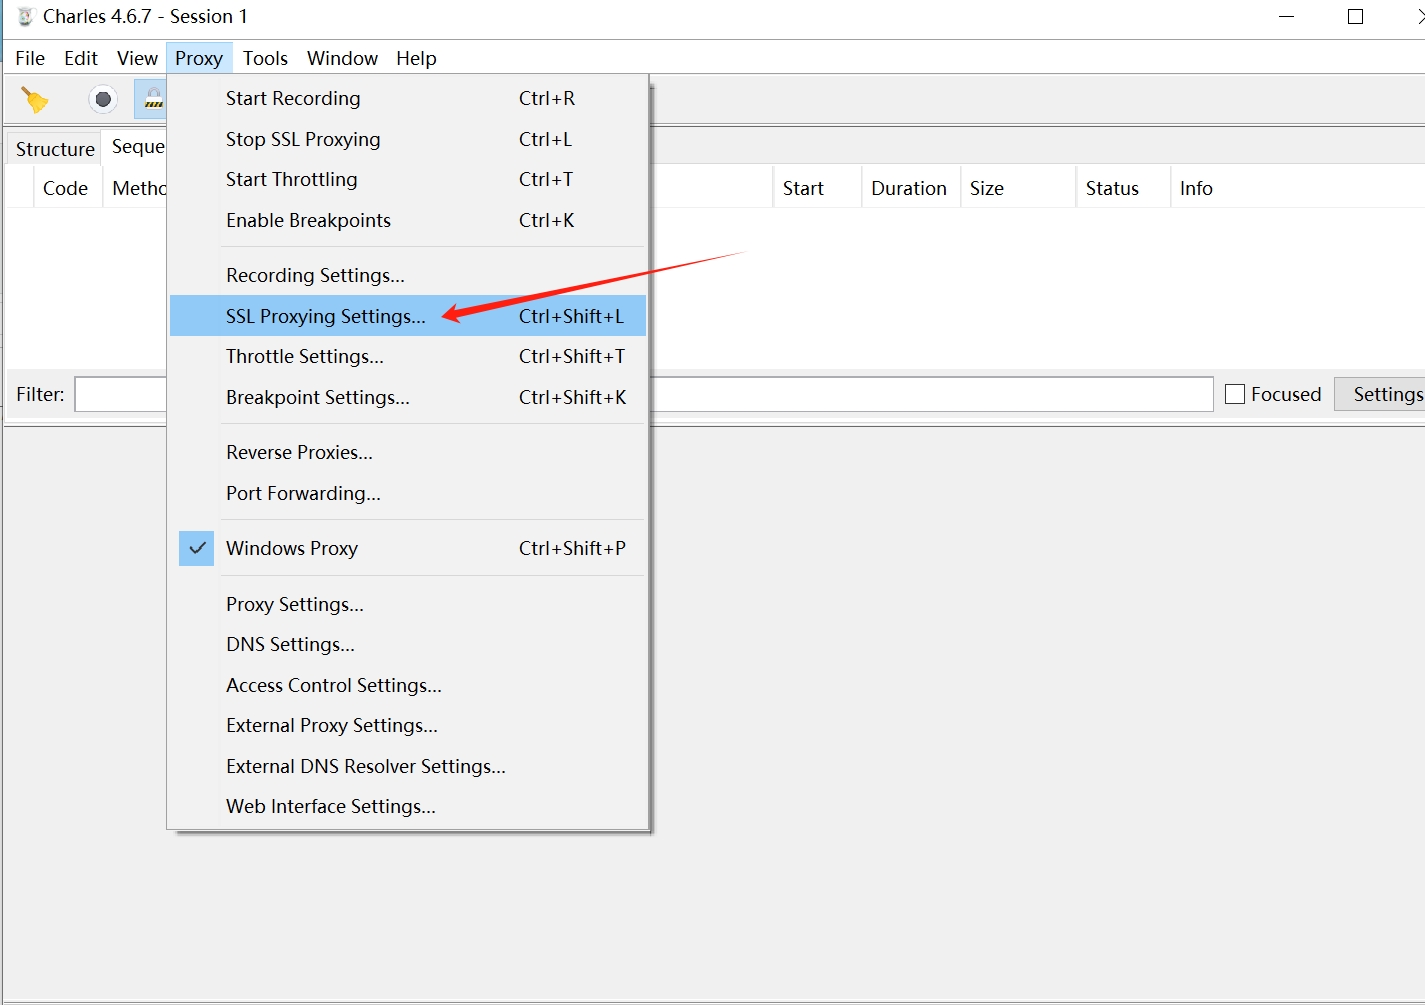 Charles 4.6.7 - Session 1
File Edit View Proxy Tools Window Help
Start Recording Ctrl+R
Stop SSL Proxying Ctrl+L
Structure Seque
Start Throttling Ctrl+T
Code Metho Start Duration Size Status Info
Enable Breakpoints Ctrl+K
Recording Settings...
SSL Proxying Settings... Ctrl+Shift+L
Throttle Settings... Ctrl+Shift+T
Filter: Focused Settings
Breakpoint Settings... Ctrl+Shift+K
Reverse Proxies...
Port Forwarding...
Windows Proxy Ctrl+Shift+P
Proxy Settings...
DNS Settings...
Access Control Settings...
External Proxy Settings...
External DNS Resolver Settings...
Web Interface Settings...